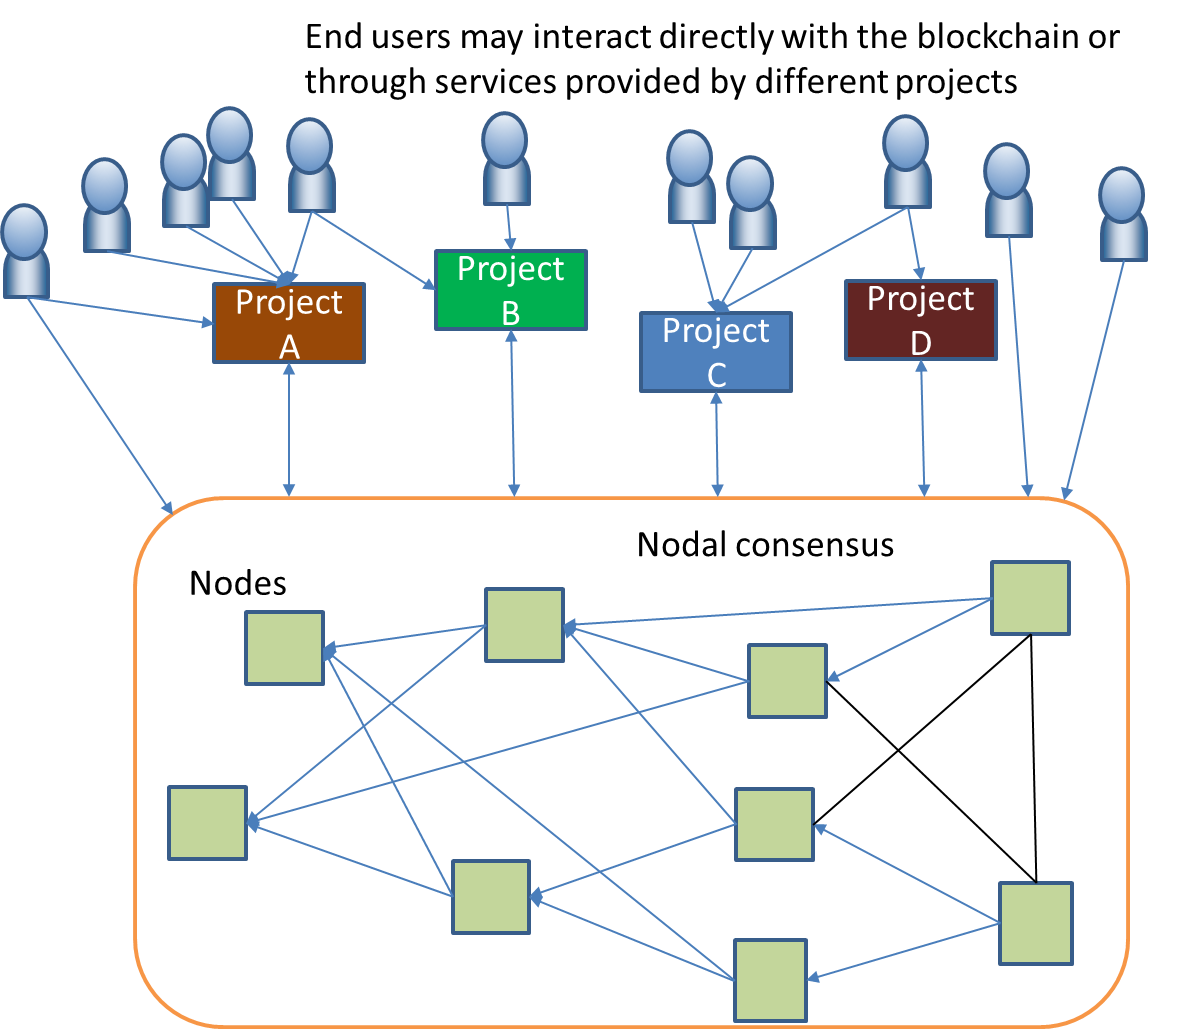 End users may interact directly with the blockchain or
through services provided by different projects
Project
A
Project
B
Project
C
Project
D
Nodal consensus
Nodes